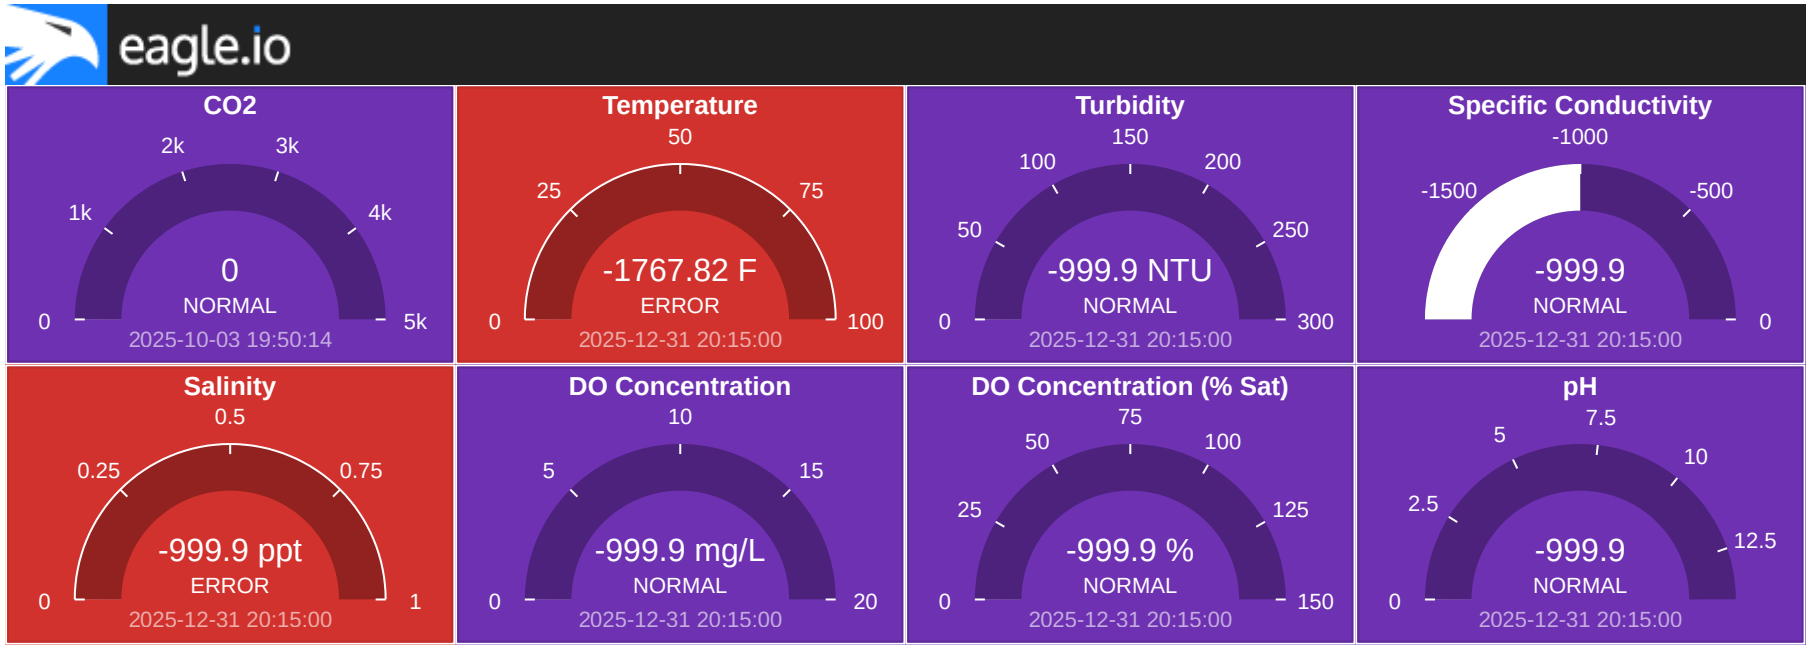 eagle.io
CO2
2k
3k
1k
4k
0
NORMAL
0
5k
2025-10-03 19:50:14
Temperature
50
25
75
-1767.82 F
ERROR
0
100
2025-12-31 20:15:00
Turbidity
150
100
200
50
250
-999.9 NTU
NORMAL
0
300
2025-12-31 20:15:00
Specific Conductivity
-1000
-1500
-500
-999.9
NORMAL
0
2025-12-31 20:15:00
Salinity
0.5
0.25
0.75
-999.9 ppt
ERROR
0
1
2025-12-31 20:15:00
DO Concentration
10
5
15
-999.9 mg/L
NORMAL
0
20
2025-12-31 20:15:00
DO Concentration (% Sat)
75
50
100
25
125
-999.9 %
NORMAL
0
150
2025-12-31 20:15:00
pH
7.5
5
10
2.5
12.5
-999.9
NORMAL
0
2025-12-31 20:15:00